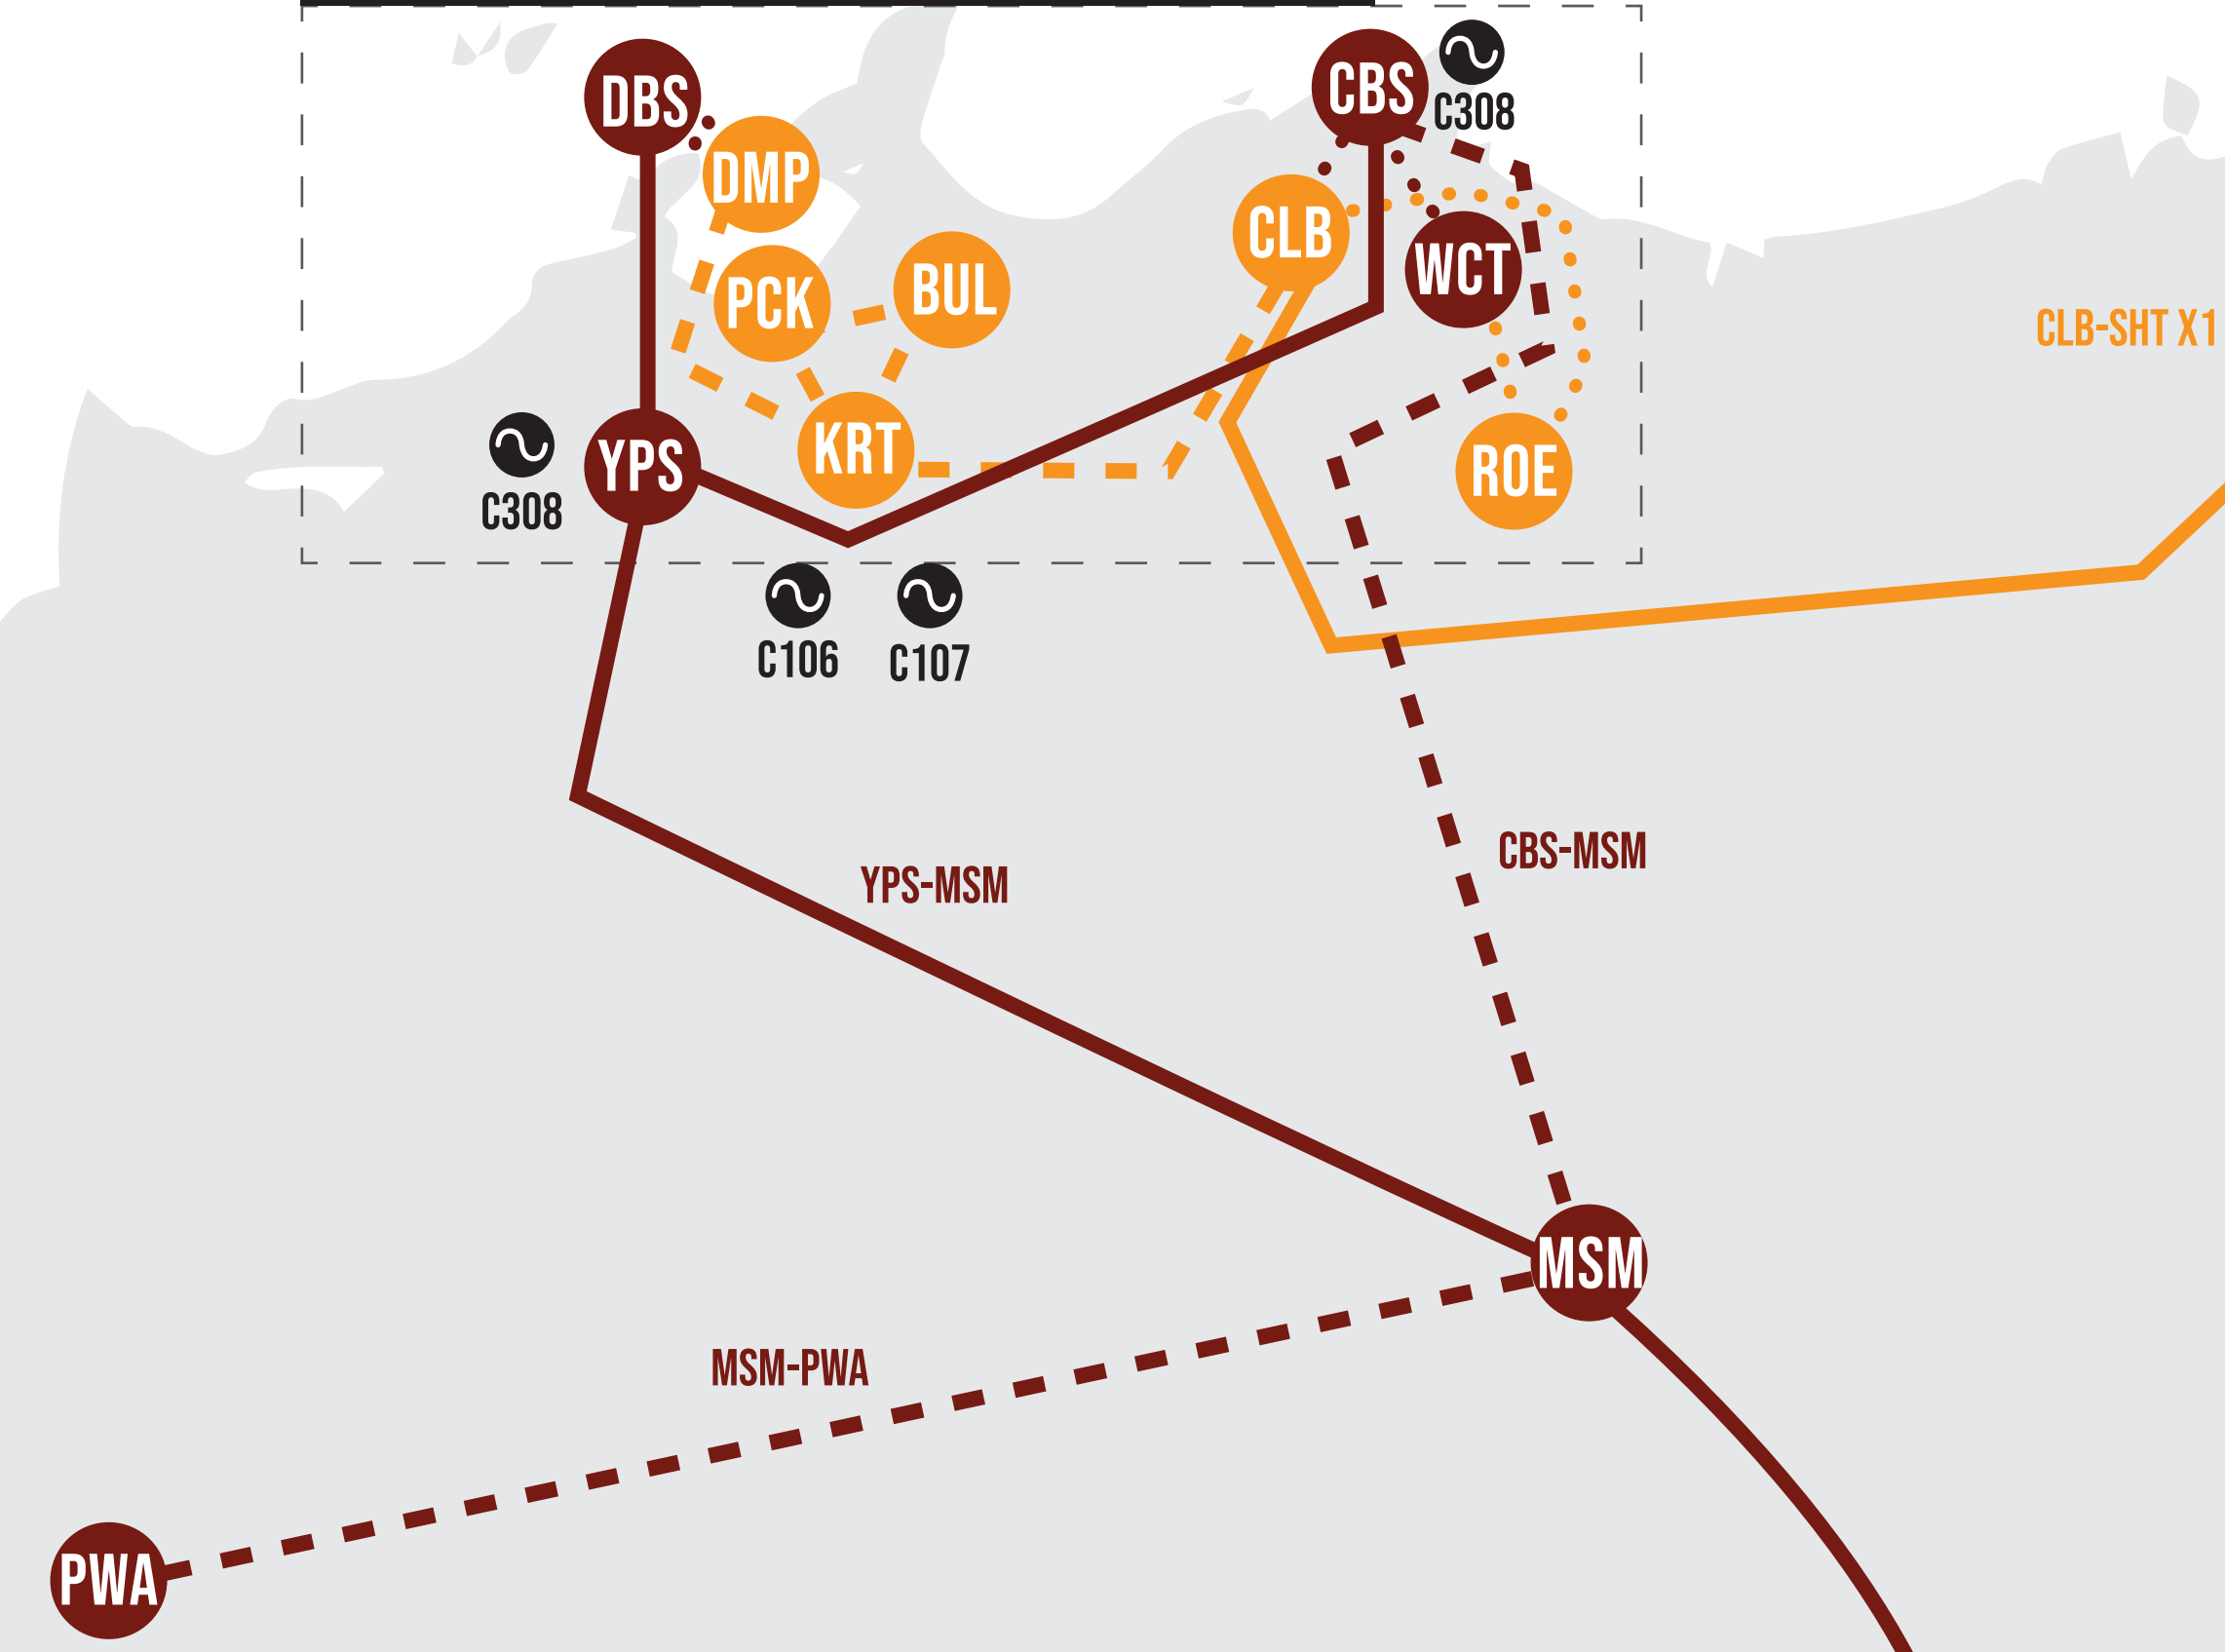 DBS
CBS
C308
DMP
CLB
WCT
PCK
BUL
CLB-SHT X1
YPS
KRT
ROE
C308
C106
C107
CBS-MSM
YPS-MSM
MSM
MSM-PWA
PWA